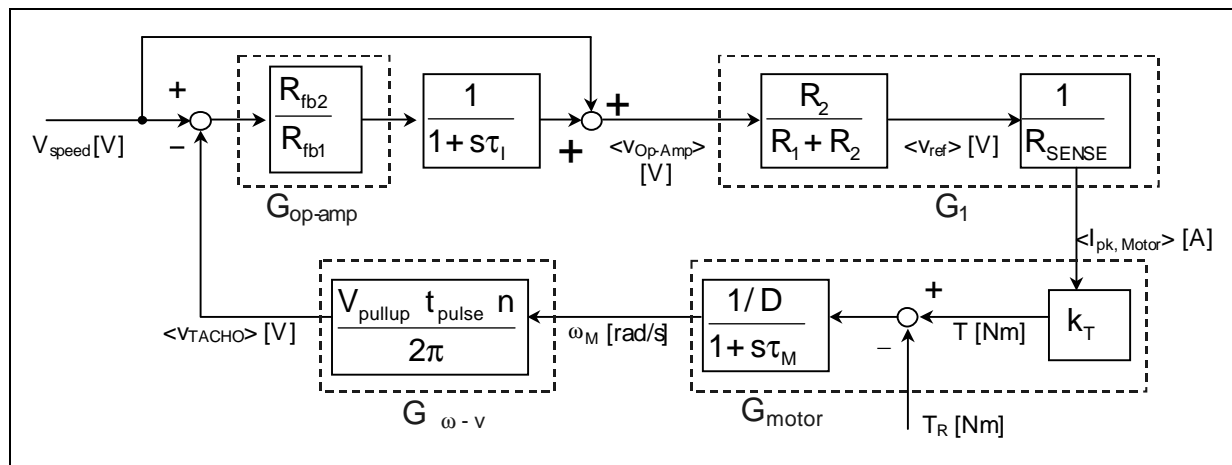 +
−
V_speed [V]
R_fb2
R_fb1
G_op-amp
1
1 + sτ_I
+
+
<v_Op-Amp>
[V]
R_2
R_1 + R_2
<v_ref> [V]
1
R_SENSE
G_1
<I_pk, Motor> [A]
k_T
T [Nm]
+
−
T_R [Nm]
1/ D
1 + sτ_M
G_motor
ω_M [rad/s]
V_pullup t_pulse n
2π
G ω - v
<v_TACHO> [V]